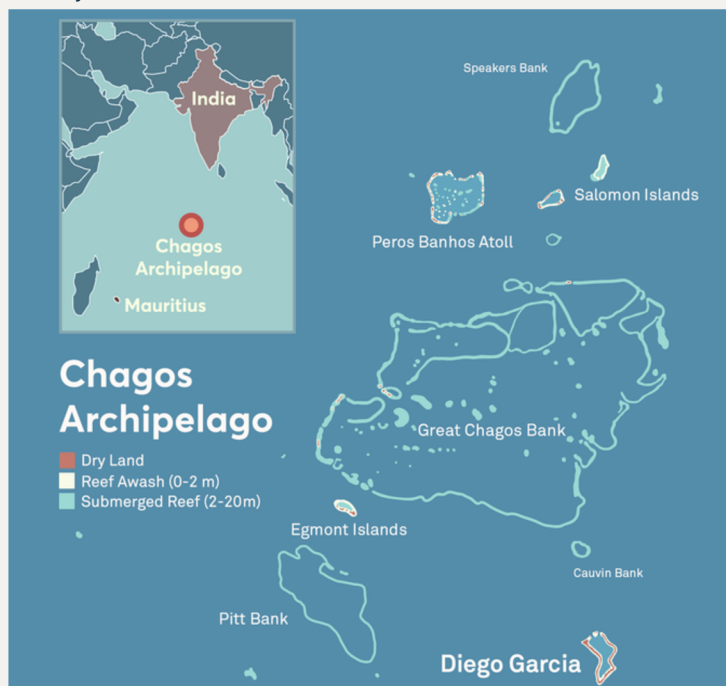 India
Chagos
Archipelago
Mauritius
Speakers Bank
Salomon Islands
Peros Banhos Atoll
Chagos
Archipelago
Dry Land
Reef Awash (0-2 m)
Submerged Reef (2-20m)
Great Chagos Bank
Egmont Islands
Cauvin Bank
Pitt Bank
Diego Garcia